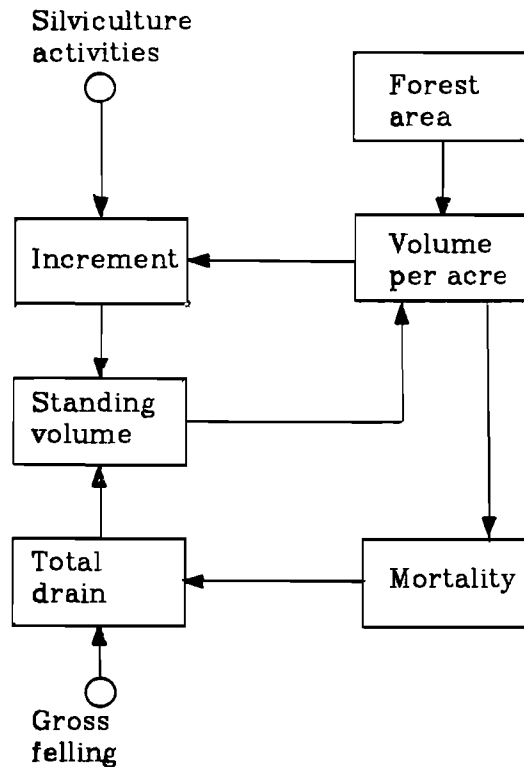 Silviculture
activities
Forest
area
Increment
Volume
per acre
Standing
volume
Total
drain
Mortality
Gross
felling